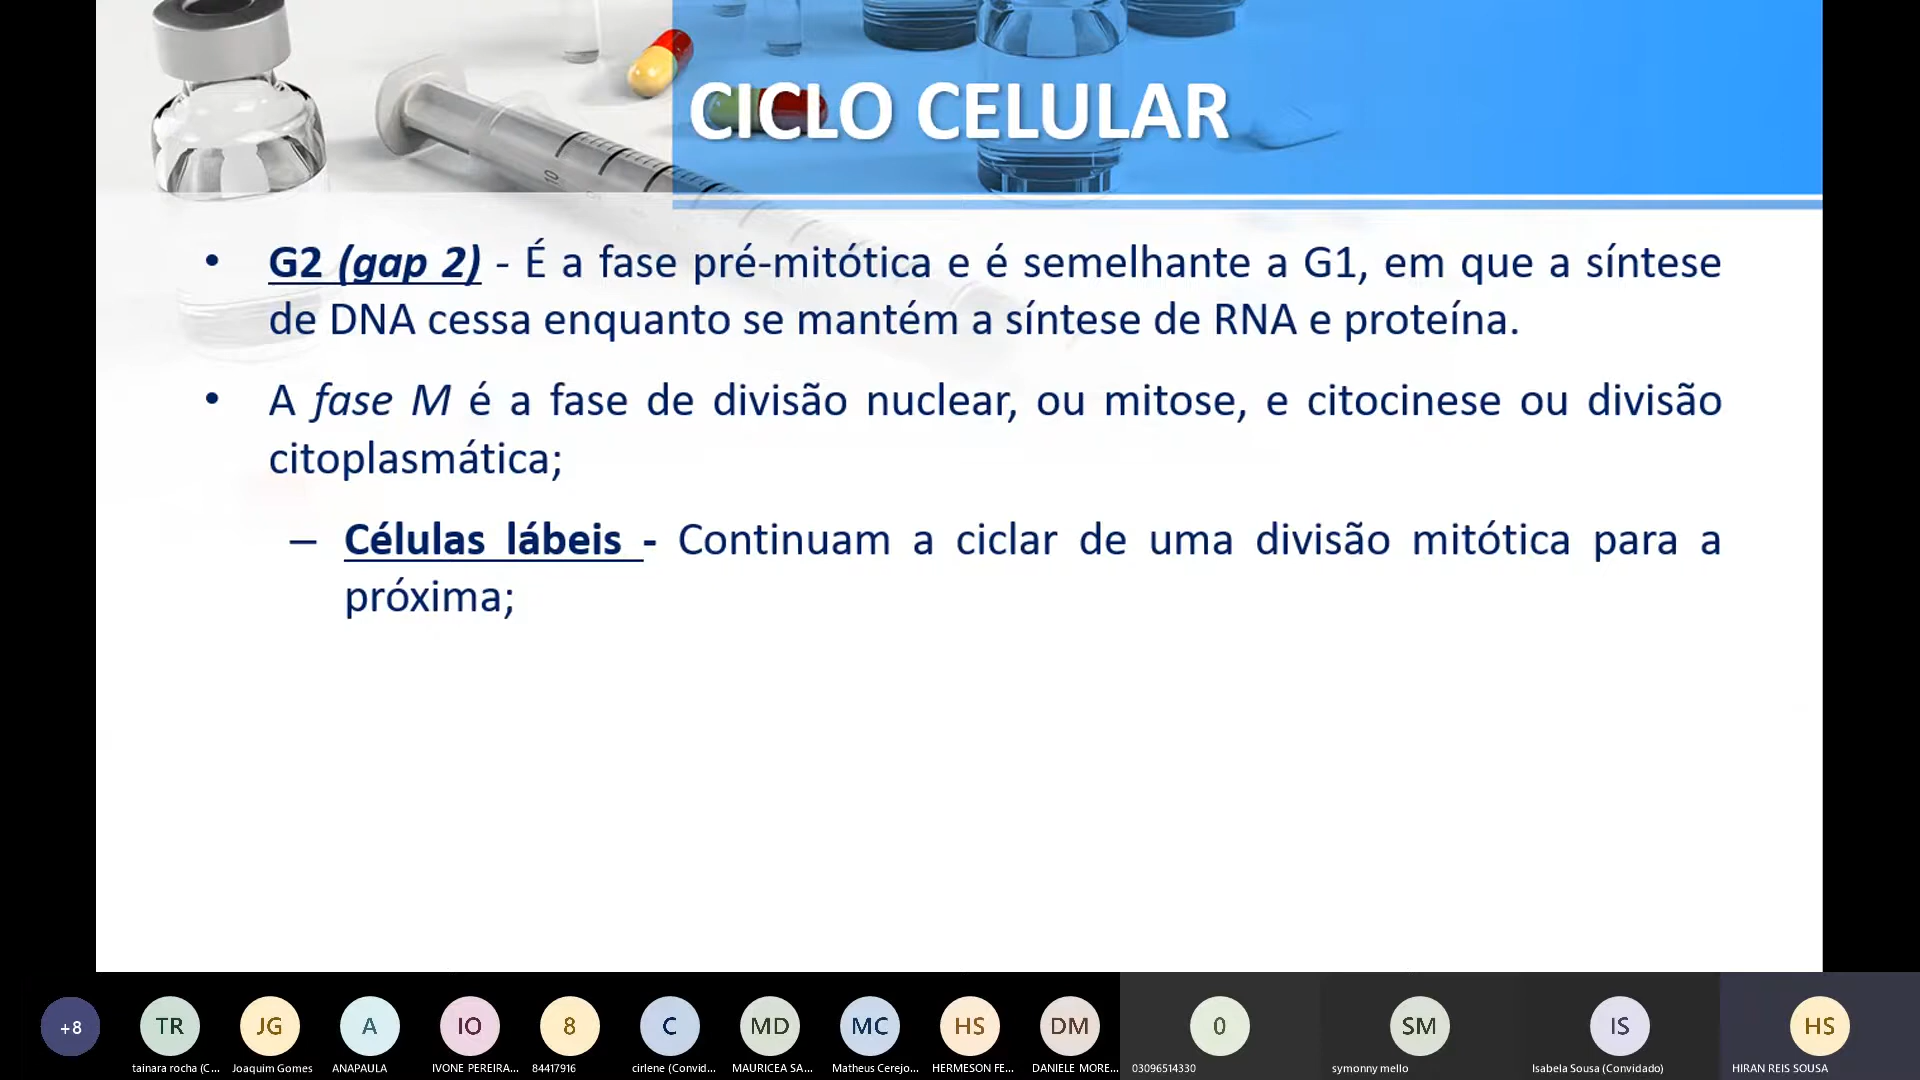 CICLO CELULAR
• G2 (gap 2) - É a fase pré-mitótica e é semelhante a G1, em que a síntese
de DNA cessa enquanto se mantém a síntese de RNA e proteína.
• A fase M é a fase de divisão nuclear, ou mitose, e citocinese ou divisão
citoplasmática;
– Células lábeis - Continuam a ciclar de uma divisão mitótica para a
próxima;
10
+8 TR JG A IO 8 C MD MC HS DM 0 SM IS HS
tainara rocha (C... Joaquim Gomes ANAPAULA IVONE PEREIRA... 84417916 cirlene (Convid... MAURICEA SA... Matheus Cerejo... HERMESON FE... DANIELE MORE... 03096514330 symonny mello Isabela Sousa (Convidado) HIRAN REIS SOUSA